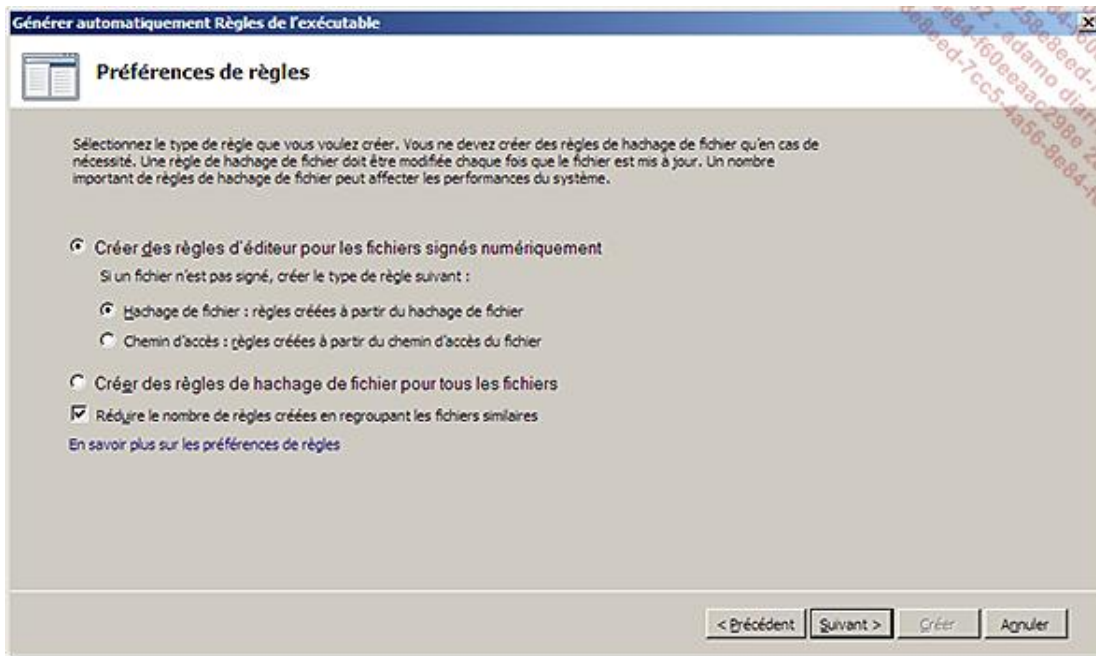 Générer automatiquement Règles de l'exécutable
Préférences de règles
Sélectionnez le type de règle que vous voulez créer. Vous ne devez créer des règles de hachage de fichier qu'en cas de
nécessité. Une règle de hachage de fichier doit être modifiée chaque fois que le fichier est mis à jour. Un nombre
important de règles de hachage de fichier peut affecter les performances du système.
Créer des règles d'éditeur pour les fichiers signés numériquement
Si un fichier n'est pas signé, créer le type de règle suivant :
Hachage de fichier : règles créées à partir du hachage de fichier
Chemin d'accès : règles créées à partir du chemin d'accès du fichier
Créer des règles de hachage de fichier pour tous les fichiers
Réduire le nombre de règles créées en regroupant les fichiers similaires
En savoir plus sur les préférences de règles
< Précédent
Suivant >
Créer
Annuler